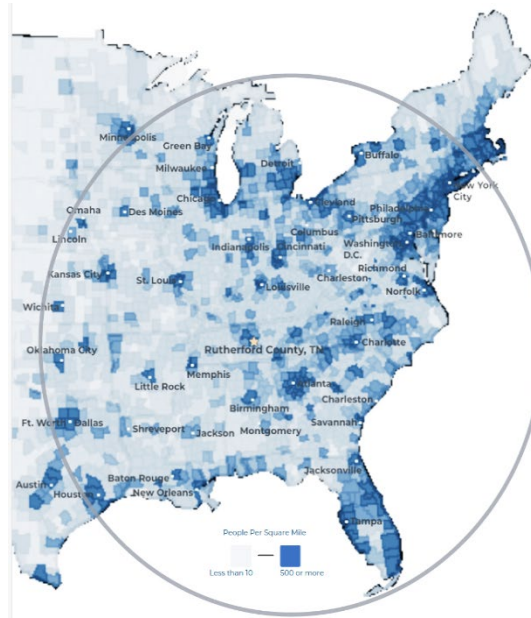 Minneapolis
Green Bay
Milwaukee
Detroit
Buffalo
Chicago
Cleveland
New York
City
Omaha
Des Moines
Philadelphia
Pittsburgh
Lincoln
Columbus
Baltimore
Indianapolis
Cincinnati
Washington
D.C.
Kansas City
St. Louis
Charleston
Richmond
Louisville
Norfolk
Wichita
Raleigh
Oklahoma City
Rutherford County, TN
Charlotte
Memphis
Little Rock
Atlanta
Birmingham
Charleston
Ft. Worth
Dallas
Shreveport
Jackson
Montgomery
Savannah
Jacksonville
Austin
Houston
Baton Rouge
New Orleans
Tampa
People Per Square Mile
Less than 10
500 or more